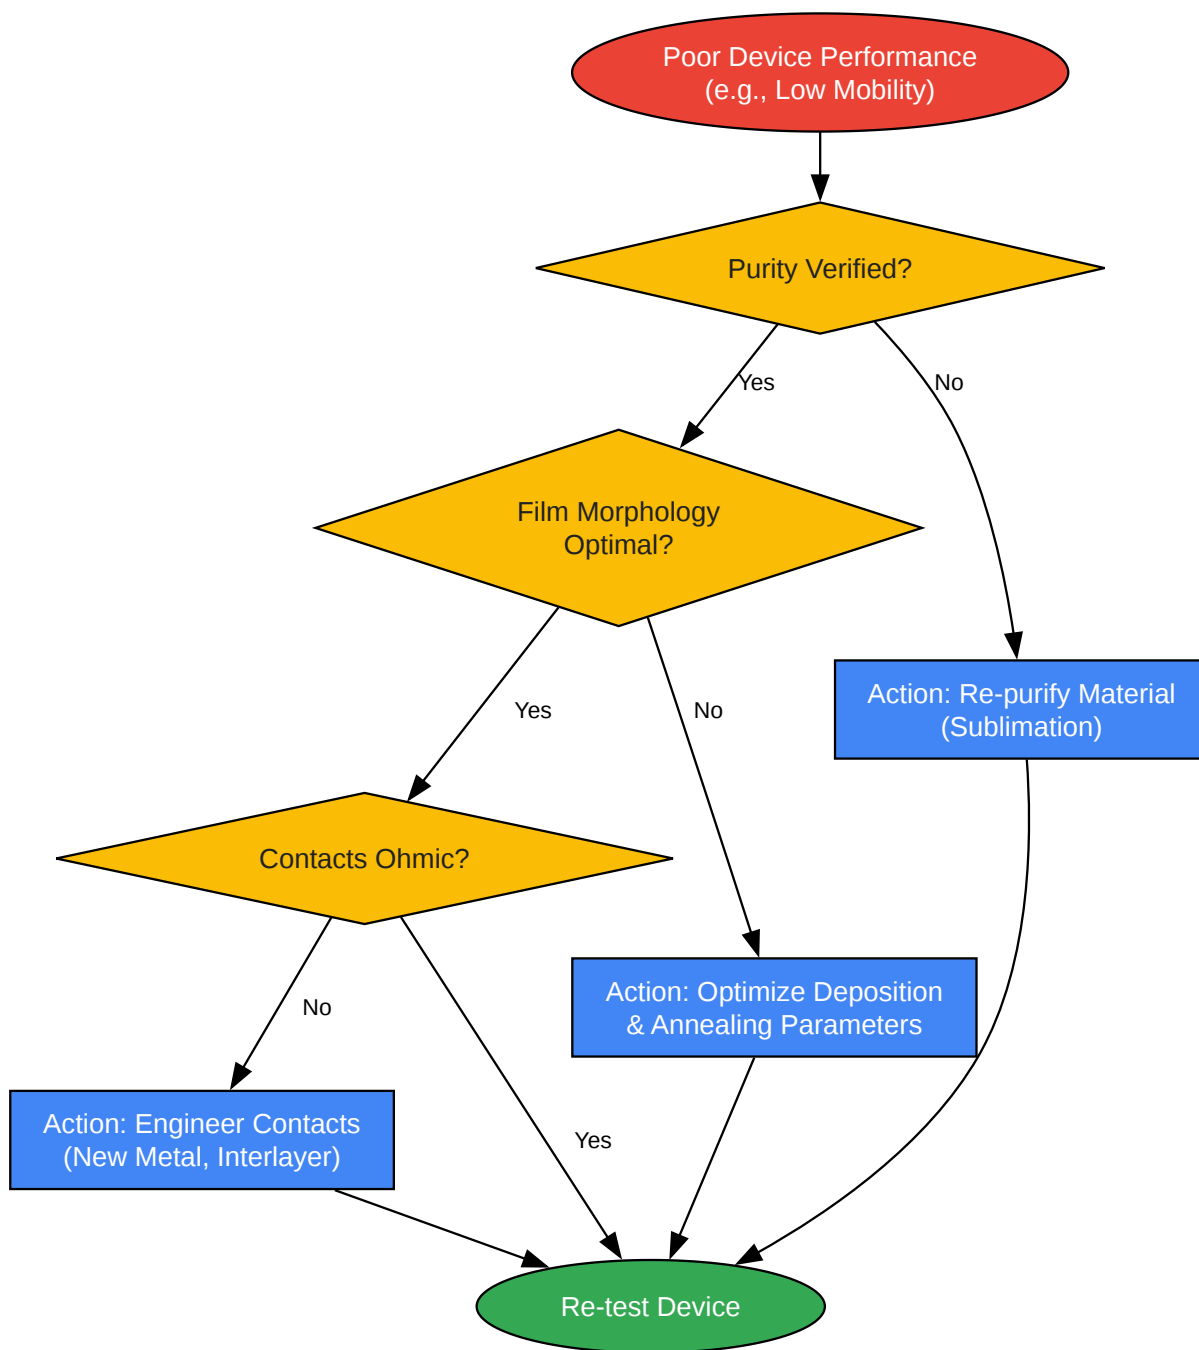 Poor Device Performance
(e.g., Low Mobility)
Purity Verified?
Yes
No
Film Morphology
Optimal?
Yes
No
Action: Re-purify Material
(Sublimation)
Contacts Ohmic?
No
Yes
Action: Optimize Deposition
& Annealing Parameters
Action: Engineer Contacts
(New Metal, Interlayer)
Re-test Device